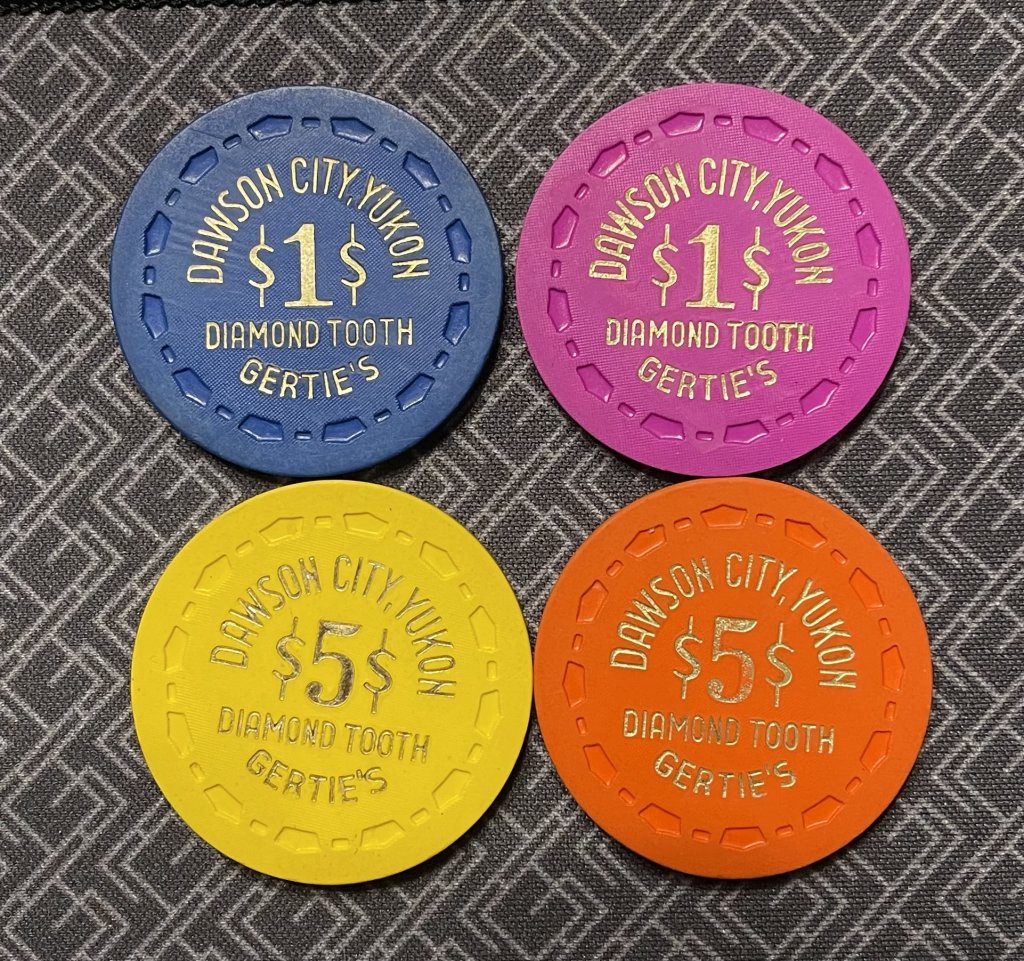 DAWSON CITY, YUKON
$1$
DIAMOND TOOTH
GERTIE'S
DAWSON CITY, YUKON
$1$
DIAMOND TOOTH
GERTIE'S
DAWSON CITY, YUKON
$5$
DIAMOND TOOTH
GERTIE'S
DAWSON CITY, YUKON
$5$
DIAMOND TOOTH
GERTIE'S